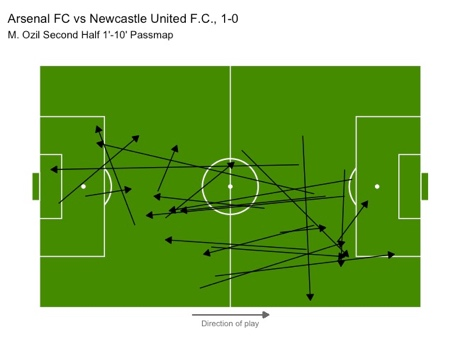 Arsenal FC vs Newcastle United F.C., 1-0
M. Ozil Second Half 1'-10' Passmap
Direction of play